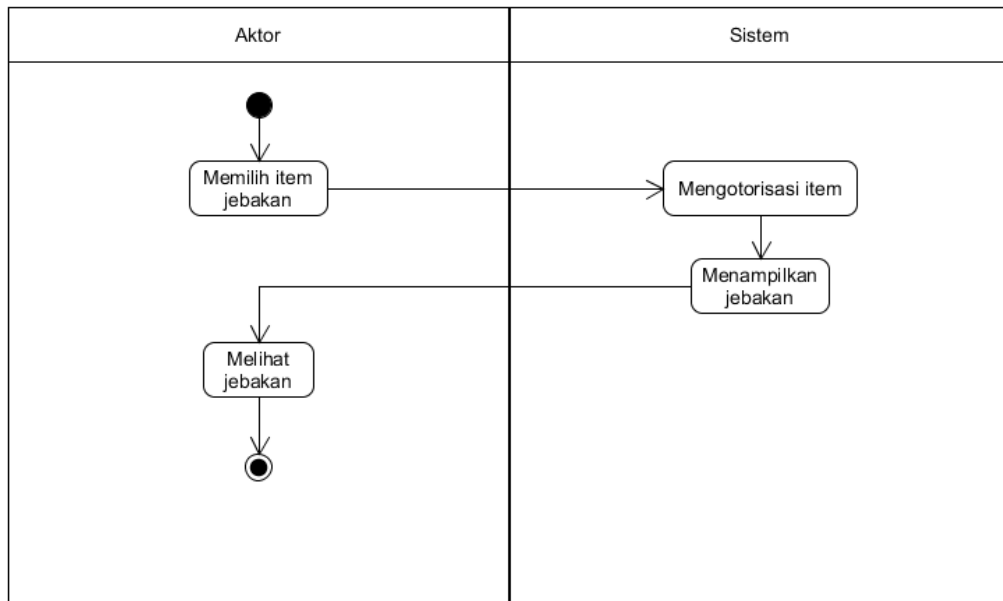 Aktor
Sistem
Memilih item
jebakan
Mengotorisasi item
Menampilkan
jebakan
Melihat
jebakan